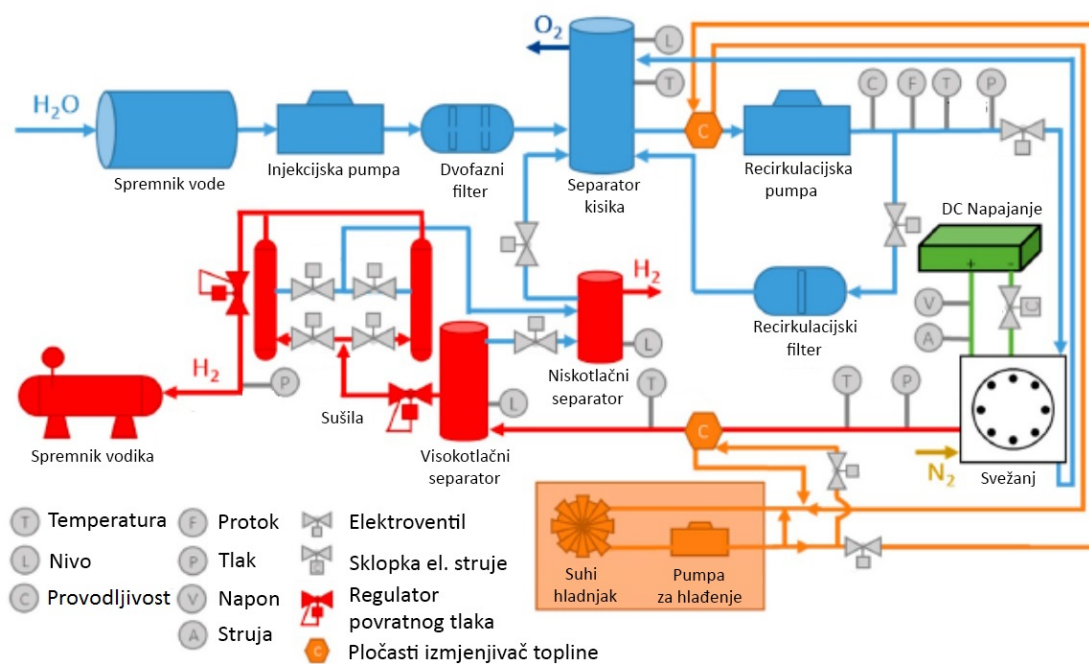 O₂
L
T
H₂O
Spremnik vode
Injekcijska pumpa
Dvofazni
filter
Separator
kisika
C
Recirkulacijska
pumpa
C
F
T
P
DC Napajanje
+
-
V
A
H₂
H₂
P
Sušila
L
Niskotlačni
separator
Recirkulacijski
filter
Spremnik vodika
L
Visokotlačni
separator
T
C
T
P
N₂
Svežanj
Suhi
hladnjak
Pumpa
za hlađenje
T Temperatura
L Nivo
C Provodljivost
F Protok
P Tlak
V Napon
A Struja
Elektroventil
Sklopka el. struje
Regulator
povratnog tlaka
C Pločasti izmjenjivač topline